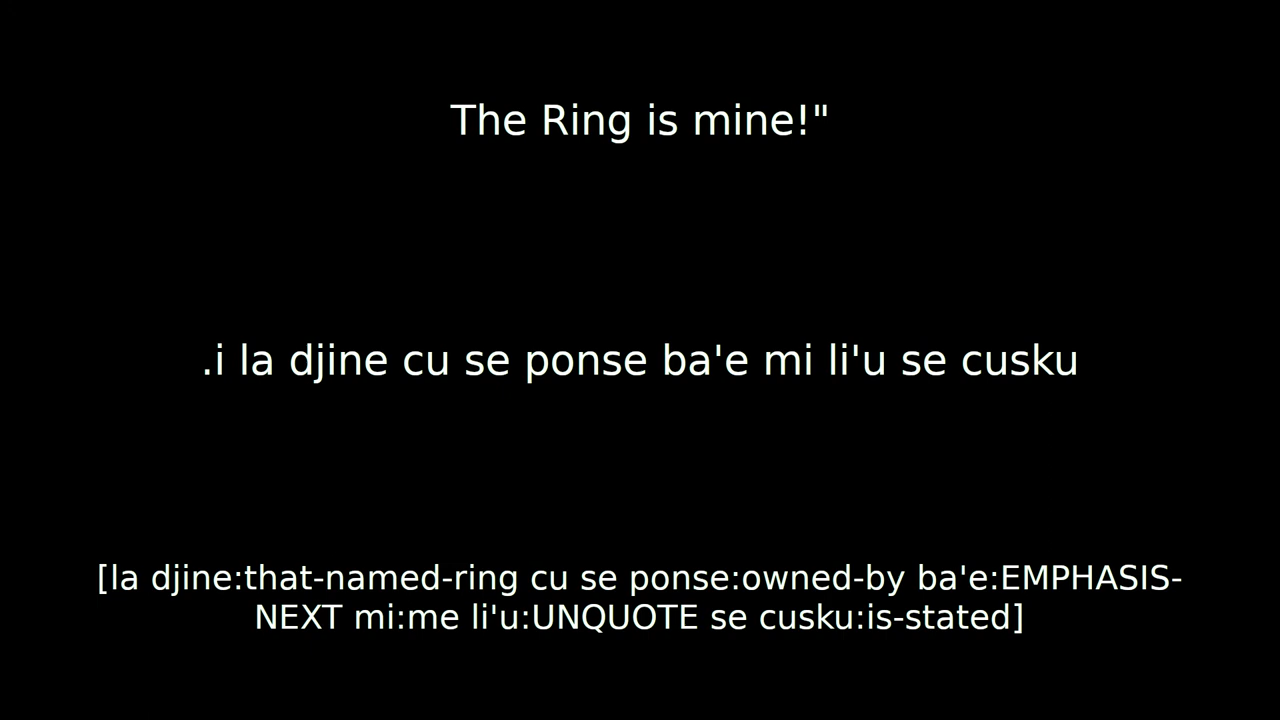 The Ring is mine!"
.i la djine cu se ponse ba'e mi li'u se cusku
[la djine:that-named-ring cu se ponse:owned-by ba'e:EMPHASIS-
NEXT mi:me li'u:UNQUOTE se cusku:is-stated]